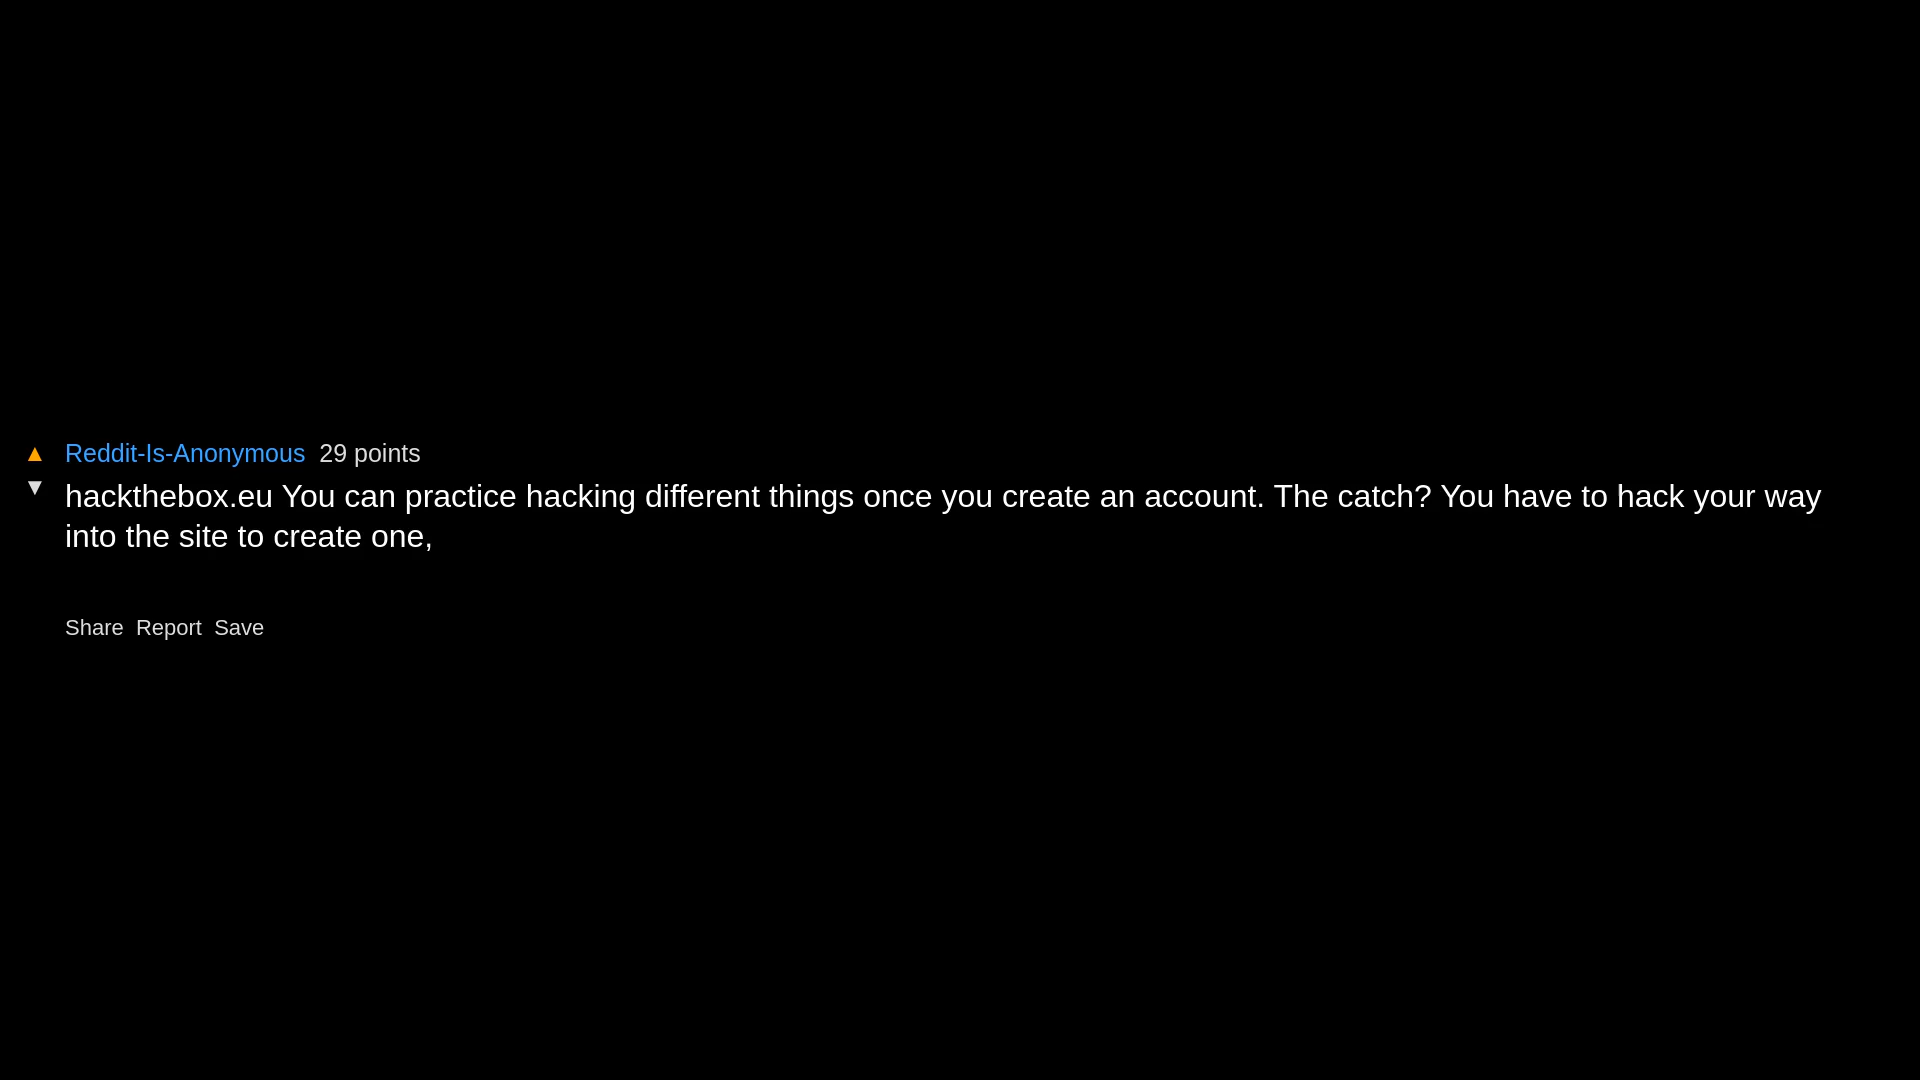 ▲ Reddit-Is-Anonymous 29 points
▼ hackthebox.eu You can practice hacking different things once you create an account. The catch? You have to hack your way
into the site to create one,
Share Report Save